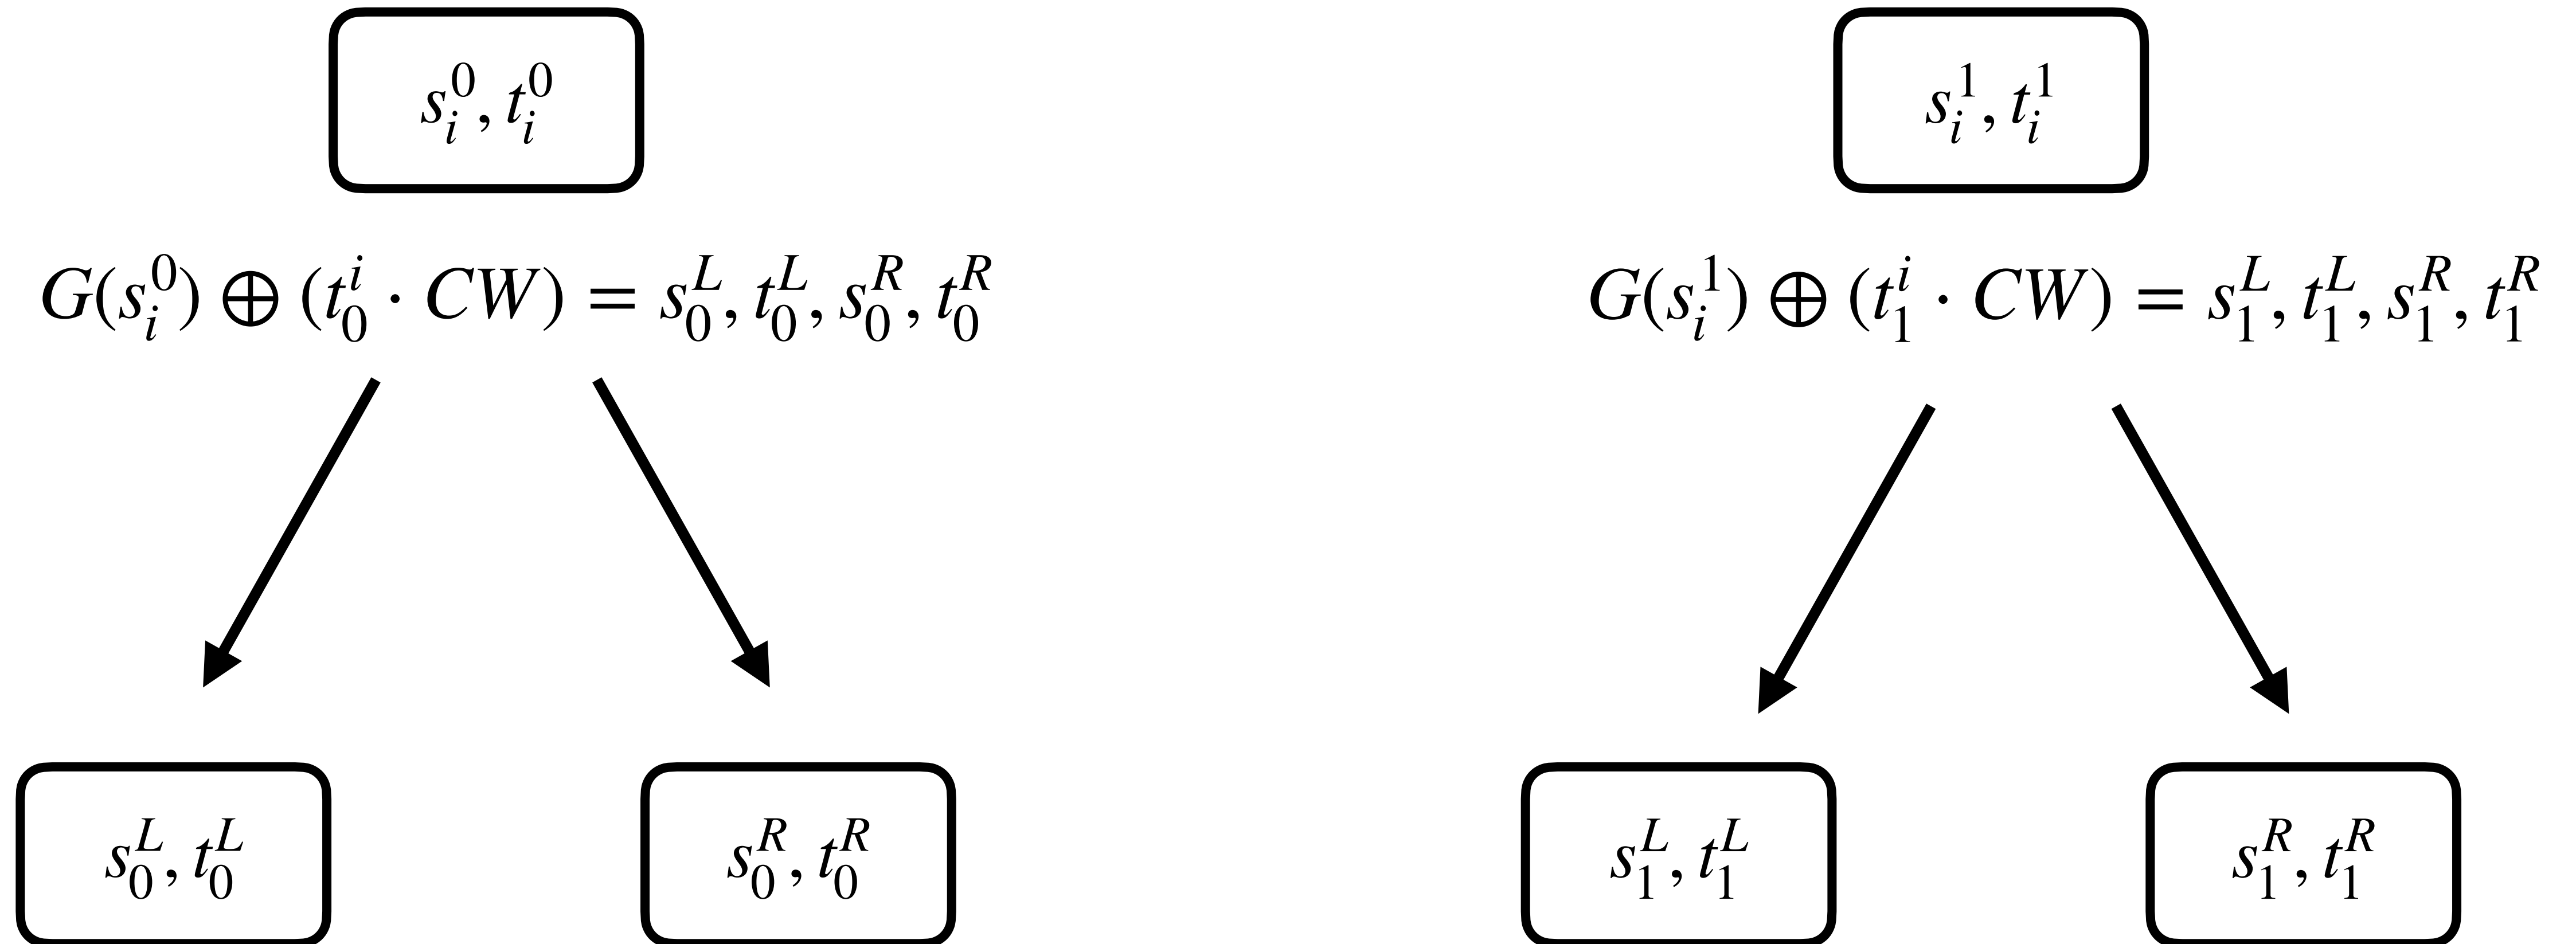 s_i^0, t_i^0
s_i^1, t_i^1
G(s_i^0) ⊕ (t_0^i · CW) = s_0^L, t_0^L, s_0^R, t_0^R
G(s_i^1) ⊕ (t_1^i · CW) = s_1^L, t_1^L, s_1^R, t_1^R
s_0^L, t_0^L
s_0^R, t_0^R
s_1^L, t_1^L
s_1^R, t_1^R